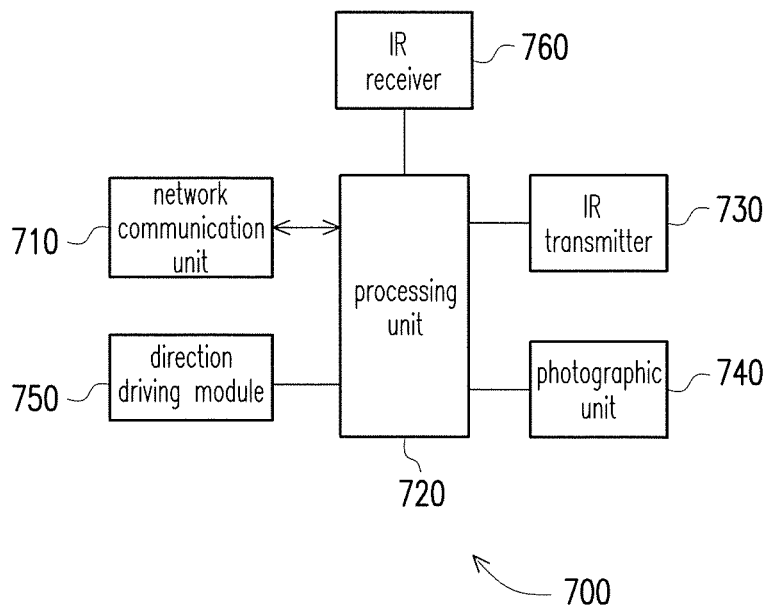 IR
receiver
760
network
communication
unit
710
processing
unit
720
IR
transmitter
730
direction
driving module
750
photographic
unit
740
700